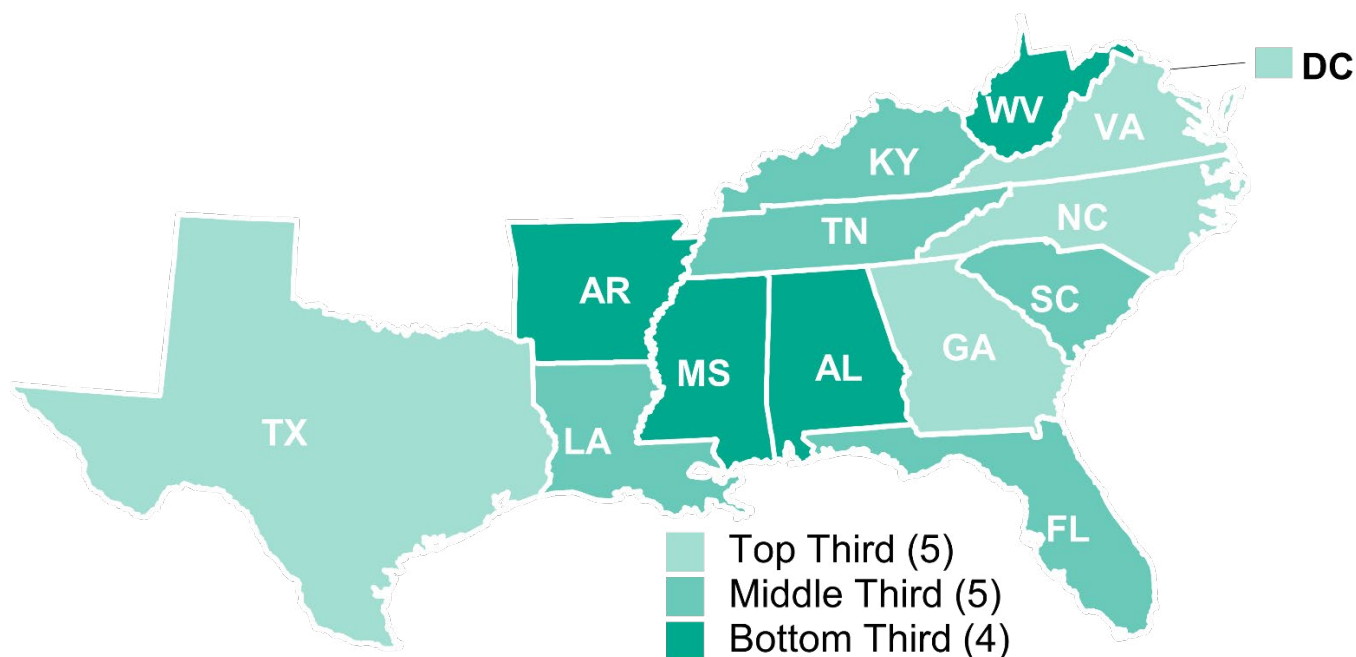 DC
WV
VA
KY
NC
TN
AR
SC
GA
MS
AL
TX
LA
FL
Top Third (5)
Middle Third (5)
Bottom Third (4)